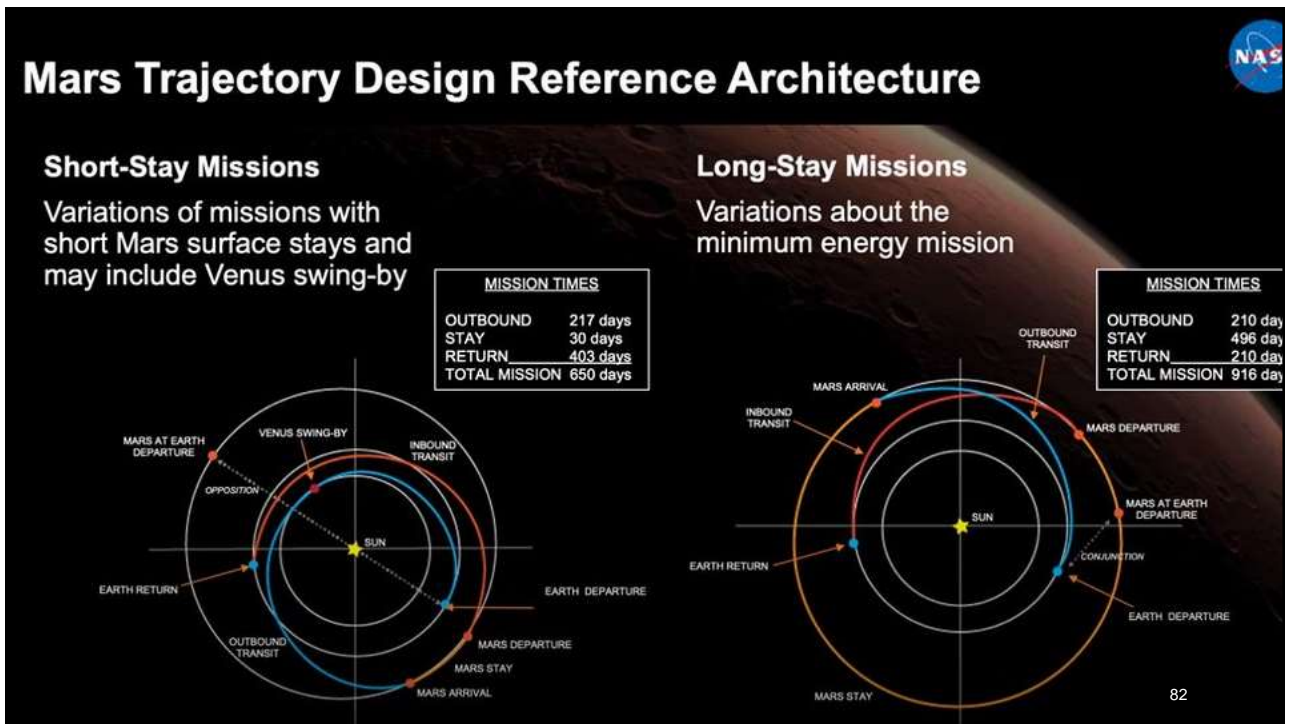 Mars Trajectory Design Reference Architecture
NAS
Short-Stay Missions
Variations of missions with
short Mars surface stays and
may include Venus swing-by
MISSION TIMES
OUTBOUND 217 days
STAY 30 days
RETURN 403 days
TOTAL MISSION 650 days
MARS AT EARTH
DEPARTURE
VENUS SWING-BY
INBOUND
TRANSIT
OPPOSITION
SUN
EARTH RETURN
EARTH DEPARTURE
OUTBOUND
TRANSIT
MARS DEPARTURE
MARS STAY
MARS ARRIVAL
Long-Stay Missions
Variations about the
minimum energy mission
MISSION TIMES
OUTBOUND 210 day
STAY 496 day
RETURN 210 day
TOTAL MISSION 916 day
OUTBOUND
TRANSIT
MARS ARRIVAL
INBOUND
TRANSIT
MARS DEPARTURE
MARS AT EARTH
DEPARTURE
SUN
CONJUNCTION
EARTH RETURN
EARTH DEPARTURE
MARS STAY
82